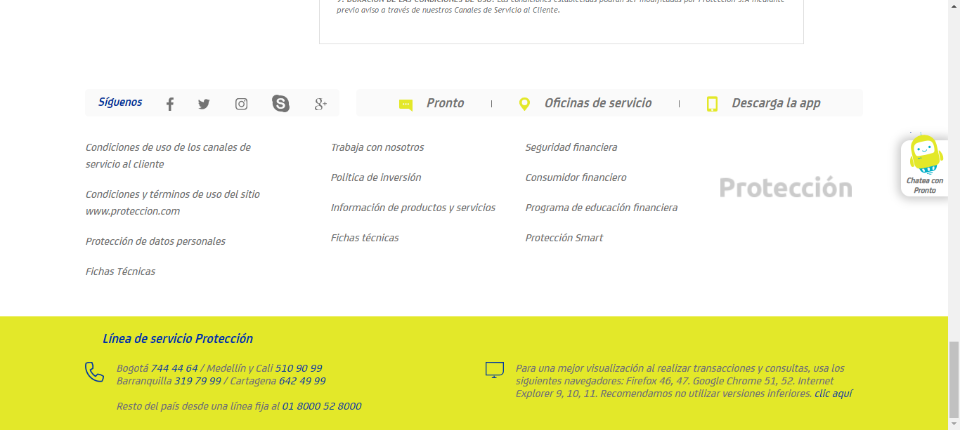 7. DURACIÓN DE LAS CONDICIONES DE USO: Las condiciones establecidas podrán ser modificadas por Protección S.A mediante
previo aviso a través de nuestros Canales de Servicio al Cliente.
Síguenos
Pronto | Oficinas de servicio | Descarga la app
Condiciones de uso de los canales de
servicio al cliente
Condiciones y términos de uso del sitio
www.proteccion.com
Protección de datos personales
Fichas Técnicas
Trabaja con nosotros
Política de inversión
Información de productos y servicios
Fichas técnicas
Seguridad financiera
Consumidor financiero
Programa de educación financiera
Protección Smart
Protección
Chatea con
Pronto
Línea de servicio Protección
Bogotá 744 44 64 / Medellín y Cali 510 90 99
Barranquilla 319 79 99 / Cartagena 642 49 99
Resto del país desde una línea fija al 01 8000 52 8000
Para una mejor visualización al realizar transacciones y consultas, usa los
siguientes navegadores: Firefox 46, 47. Google Chrome 51, 52. Internet
Explorer 9, 10, 11. Recomendamos no utilizar versiones inferiores. clic aquí